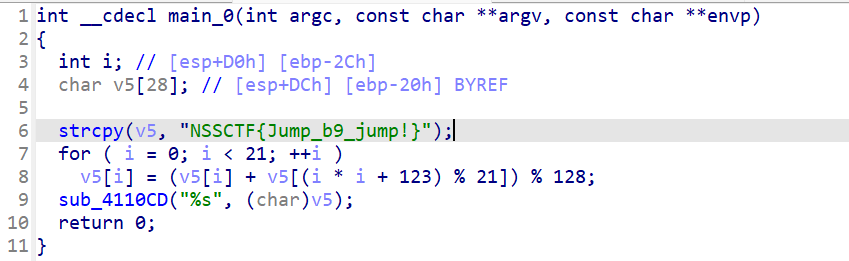 1 int __cdecl main_0(int argc, const char **argv, const char **envp)
2 {
3   int i; // [esp+D0h] [ebp-2Ch]
4   char v5[28]; // [esp+DCh] [ebp-20h] BYREF
5
6   strcpy(v5, "NSSCTF{Jump_b9_jump!}");
7   for ( i = 0; i < 21; ++i )
8     v5[i] = (v5[i] + v5[(i * i + 123) % 21]) % 128;
9   sub_4110CD("%s", (char)v5);
10   return 0;
11 }